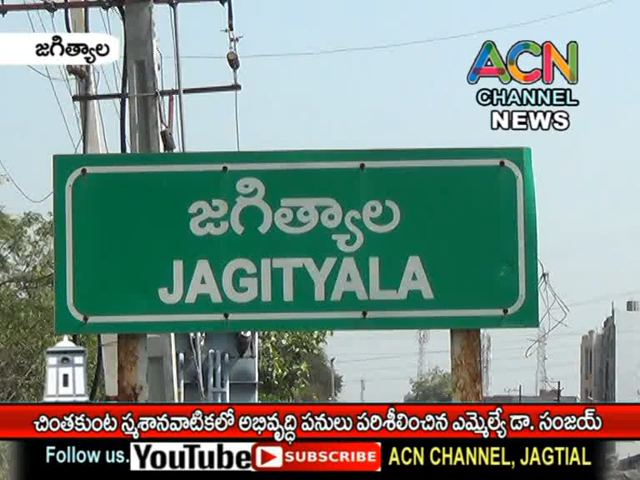 జగిత్యాల
ACN
CHANNEL
NEWS
జగిత్యాల
JAGITYALA
చింతకుంట స్మశానవాటికలో అభివృద్ధి పనులు పరిశీలించిన ఎమ్మెల్యే డా. సంజయ్
Follow us. YouTube SUBSCRIBE ACN CHANNEL, JAGTIAL